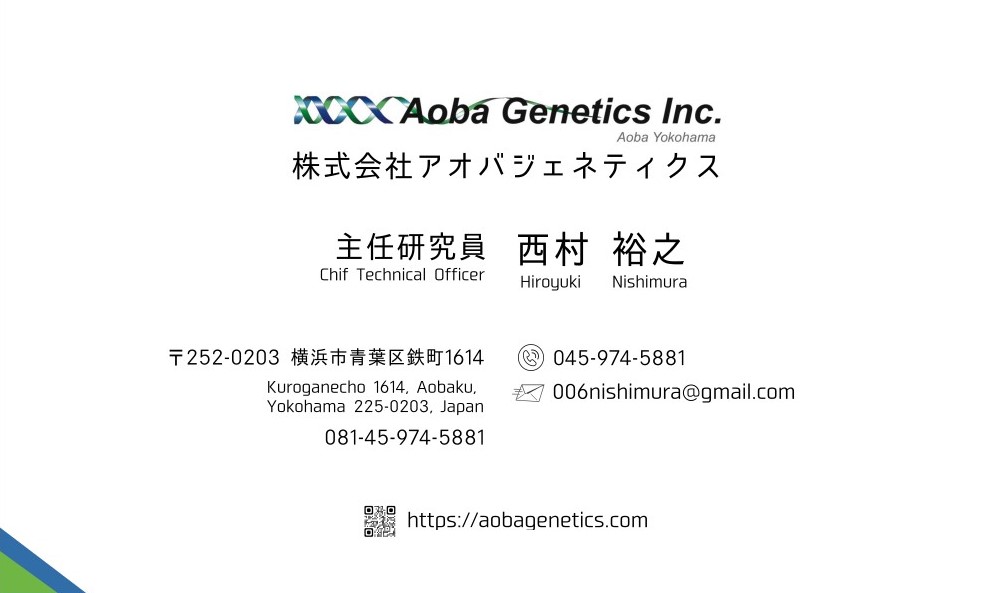 Aoba Genetics Inc.
Aoba Yokohama
株式会社アオバジェネティクス
主任研究員 西村 裕之
Chif Technical Officer Hiroyuki Nishimura
〒252-0203 横浜市青葉区鉄町1614
Kuroganecho 1614, Aobaku,
Yokohama 225-0203, Japan
081-45-974-5881
045-974-5881
006nishimura@gmail.com
https://aobagenetics.com